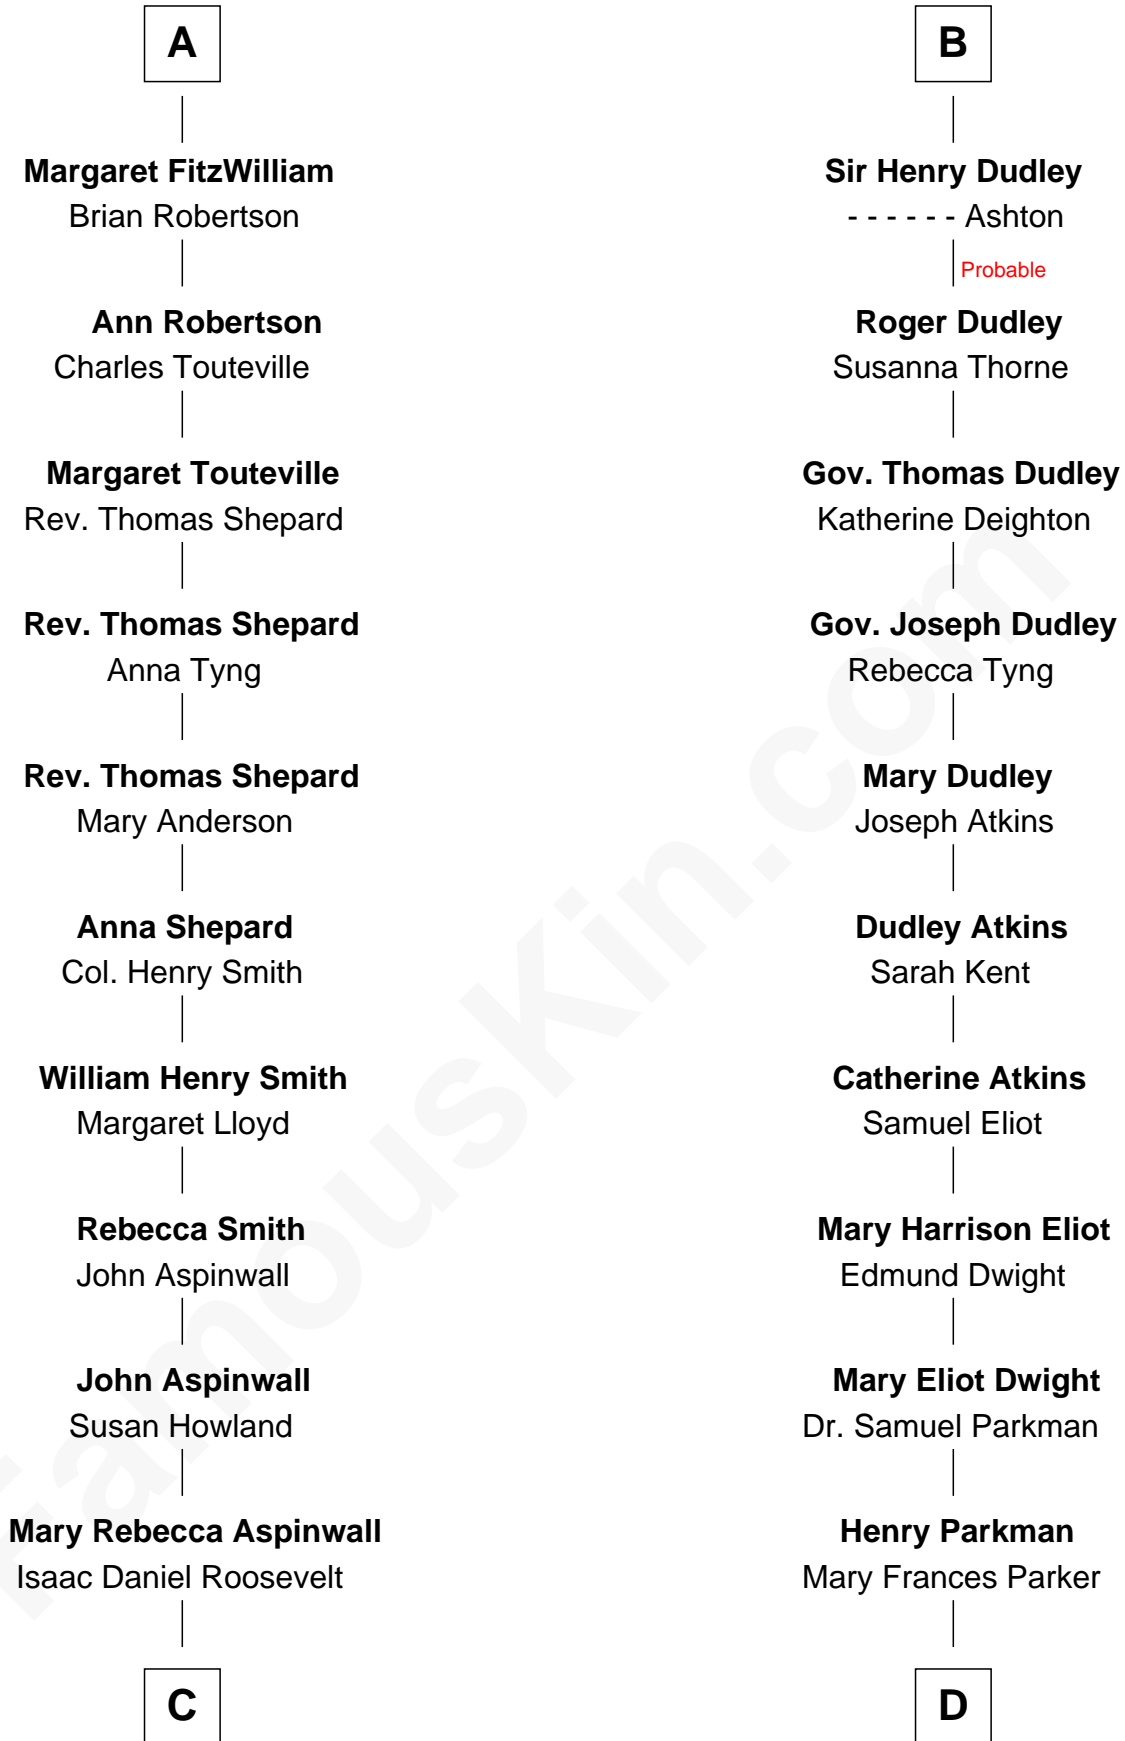 A
Margaret FitzWilliam
Brian Robertson
Ann Robertson
Charles Touteville
Margaret Touteville
Rev. Thomas Shepard
Rev. Thomas Shepard
Anna Tyng
Rev. Thomas Shepard
Mary Anderson
Anna Shepard
Col. Henry Smith
William Henry Smith
Margaret Lloyd
Rebecca Smith
John Aspinwall
John Aspinwall
Susan Howland
Mary Rebecca Aspinwall
Isaac Daniel Roosevelt
C
B
Sir Henry Dudley
- - - - - - Ashton
Probable
Roger Dudley
Susanna Thorne
Gov. Thomas Dudley
Katherine Deighton
Gov. Joseph Dudley
Rebecca Tyng
Mary Dudley
Joseph Atkins
Dudley Atkins
Sarah Kent
Catherine Atkins
Samuel Eliot
Mary Harrison Eliot
Edmund Dwight
Mary Eliot Dwight
Dr. Samuel Parkman
Henry Parkman
Mary Frances Parker
D
FamousKin.com